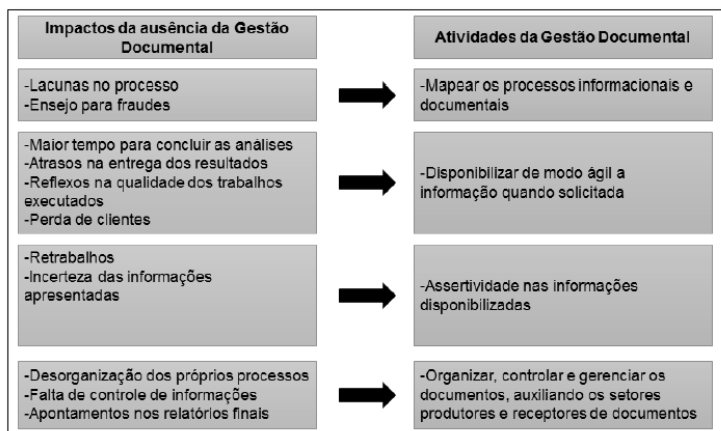 Impactos da ausência da Gestão
Documental
Atividades da Gestão Documental
-Lacunas no processo
-Ensejo para fraudes
-Mapear os processos informacionais e
documentais
-Maior tempo para concluir as análises
-Atrasos na entrega dos resultados
-Reflexos na qualidade dos trabalhos
executados
-Perda de clientes
-Disponibilizar de modo ágil a
informação quando solicitada
-Retrabalhos
-Incerteza das informações
apresentadas
-Assertividade nas informações
disponibilizadas
-Desorganização dos próprios processos
-Falta de controle de informações
-Apontamentos nos relatórios finais
-Organizar, controlar e gerenciar os
documentos, auxiliando os setores
produtores e receptores de documentos